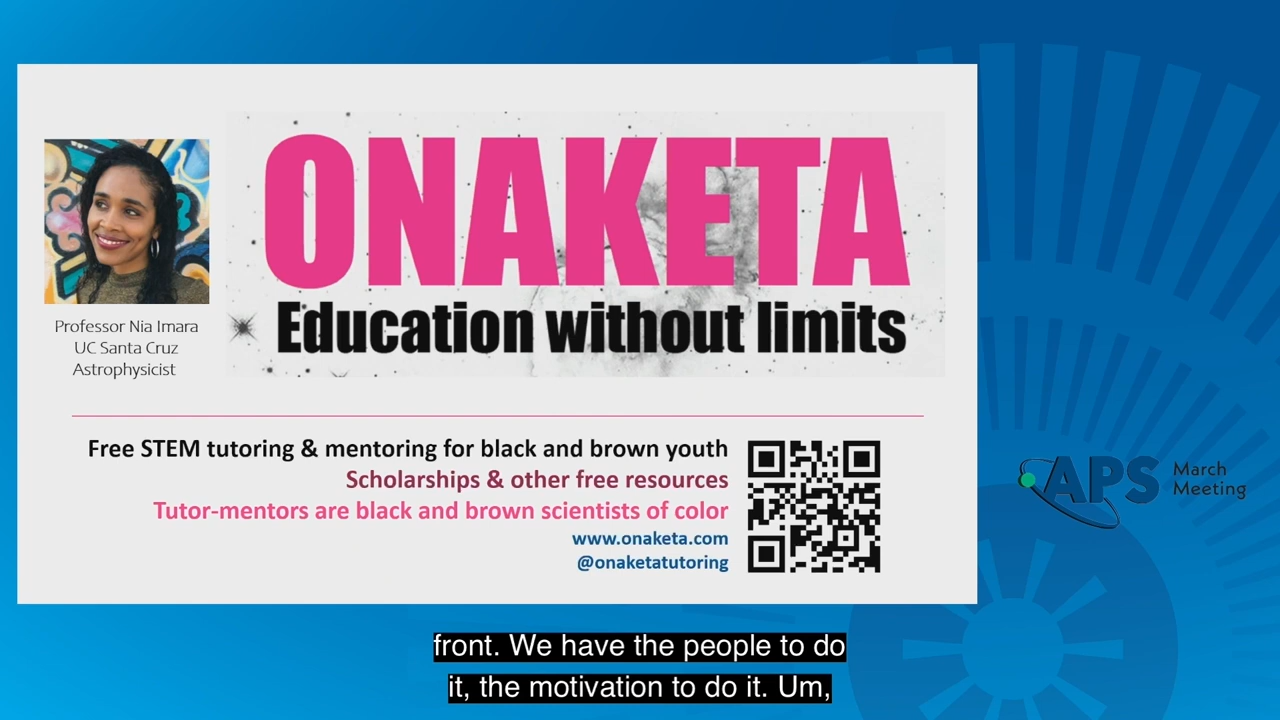 ONAKETA
Education without limits
Professor Nia Imara
UC Santa Cruz
Astrophysicist
Free STEM tutoring & mentoring for black and brown youth
Scholarships & other free resources
Tutor-mentors are black and brown scientists of color
www.onaketa.com
@onaketatutoring
APS March
Meeting
front. We have the people to do
it, the motivation to do it. Um,